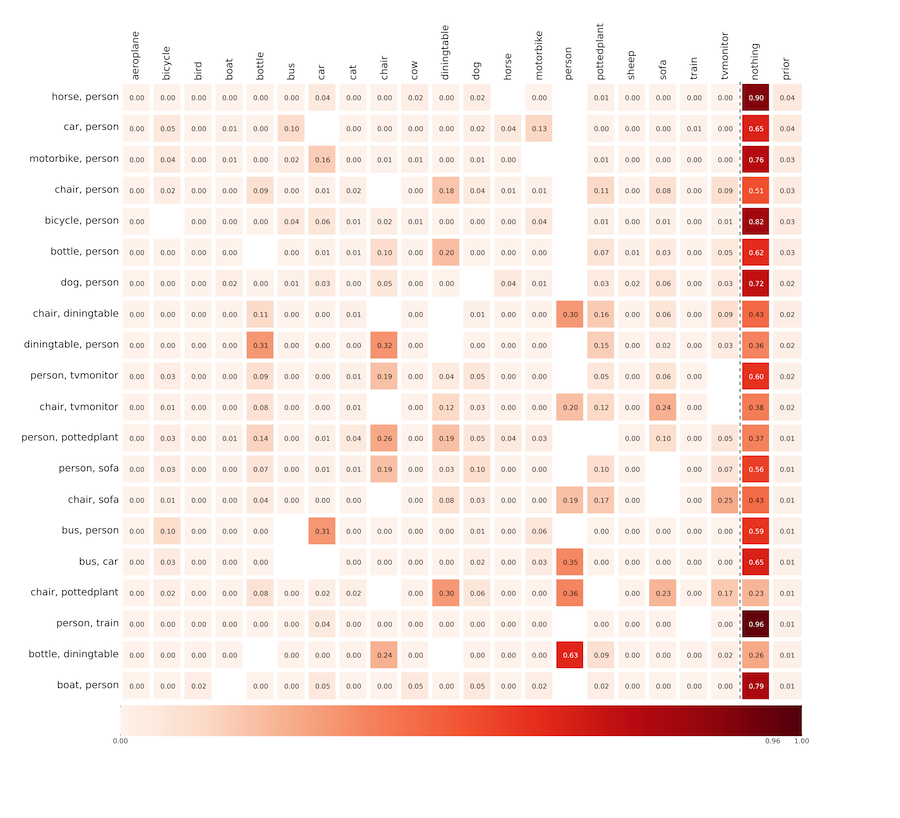 aeroplane bicycle bird boat bottle bus car cat chair cow diningtable dog horse motorbike person pottedplant sheep sofa train tvmonitor nothing prior
horse, person 0.00 0.00 0.00 0.00 0.00 0.00 0.04 0.00 0.00 0.02 0.00 0.02 0.00 0.01 0.00 0.00 0.00 0.00 0.90 0.04
car, person 0.00 0.05 0.00 0.01 0.00 0.10 0.00 0.00 0.00 0.00 0.02 0.04 0.13 0.00 0.00 0.00 0.01 0.00 0.65 0.04
motorbike, person 0.00 0.04 0.00 0.01 0.00 0.02 0.16 0.00 0.01 0.01 0.00 0.01 0.00 0.01 0.00 0.00 0.00 0.00 0.76 0.03
chair, person 0.00 0.02 0.00 0.00 0.09 0.00 0.01 0.02 0.00 0.18 0.04 0.01 0.01 0.11 0.00 0.08 0.00 0.09 0.51 0.03
bicycle, person 0.00 0.00 0.00 0.00 0.04 0.06 0.01 0.02 0.01 0.00 0.00 0.00 0.04 0.01 0.00 0.01 0.00 0.01 0.82 0.03
bottle, person 0.00 0.00 0.00 0.00 0.00 0.01 0.01 0.10 0.00 0.20 0.00 0.00 0.00 0.07 0.01 0.03 0.00 0.05 0.62 0.03
dog, person 0.00 0.00 0.00 0.02 0.00 0.01 0.03 0.00 0.05 0.00 0.00 0.04 0.01 0.03 0.02 0.06 0.00 0.03 0.72 0.02
chair, diningtable 0.00 0.00 0.00 0.00 0.11 0.00 0.00 0.01 0.00 0.01 0.00 0.00 0.30 0.16 0.00 0.06 0.00 0.09 0.43 0.02
diningtable, person 0.00 0.00 0.00 0.00 0.31 0.00 0.00 0.00 0.32 0.00 0.00 0.00 0.00 0.15 0.00 0.02 0.00 0.03 0.36 0.02
person, tvmonitor 0.00 0.03 0.00 0.00 0.09 0.00 0.00 0.01 0.19 0.00 0.04 0.05 0.00 0.00 0.05 0.00 0.06 0.00 0.60 0.02
chair, tvmonitor 0.00 0.01 0.00 0.00 0.08 0.00 0.00 0.01 0.00 0.12 0.03 0.00 0.00 0.20 0.12 0.00 0.24 0.00 0.38 0.02
person, pottedplant 0.00 0.03 0.00 0.01 0.14 0.00 0.01 0.04 0.26 0.00 0.19 0.05 0.04 0.03 0.00 0.10 0.00 0.05 0.37 0.01
person, sofa 0.00 0.03 0.00 0.00 0.07 0.00 0.01 0.01 0.19 0.00 0.03 0.10 0.00 0.00 0.10 0.00 0.00 0.07 0.56 0.01
chair, sofa 0.00 0.01 0.00 0.00 0.04 0.00 0.00 0.00 0.00 0.08 0.03 0.00 0.00 0.19 0.17 0.00 0.00 0.25 0.43 0.01
bus, person 0.00 0.10 0.00 0.00 0.00 0.31 0.00 0.00 0.00 0.00 0.01 0.00 0.06 0.00 0.00 0.00 0.00 0.00 0.59 0.01
bus, car 0.00 0.03 0.00 0.00 0.00 0.00 0.00 0.00 0.00 0.02 0.00 0.03 0.35 0.00 0.00 0.00 0.00 0.00 0.65 0.01
chair, pottedplant 0.00 0.02 0.00 0.00 0.08 0.00 0.02 0.02 0.00 0.30 0.06 0.00 0.00 0.36 0.00 0.23 0.00 0.17 0.23 0.01
person, train 0.00 0.00 0.00 0.00 0.00 0.00 0.04 0.00 0.00 0.00 0.00 0.00 0.00 0.00 0.00 0.00 0.00 0.00 0.96 0.01
bottle, diningtable 0.00 0.00 0.00 0.00 0.00 0.00 0.00 0.24 0.00 0.00 0.00 0.00 0.63 0.09 0.00 0.00 0.00 0.02 0.26 0.01
boat, person 0.00 0.00 0.02 0.00 0.00 0.05 0.00 0.00 0.05 0.00 0.05 0.00 0.02 0.02 0.00 0.00 0.00 0.00 0.79 0.01
0.00 0.96 1.00